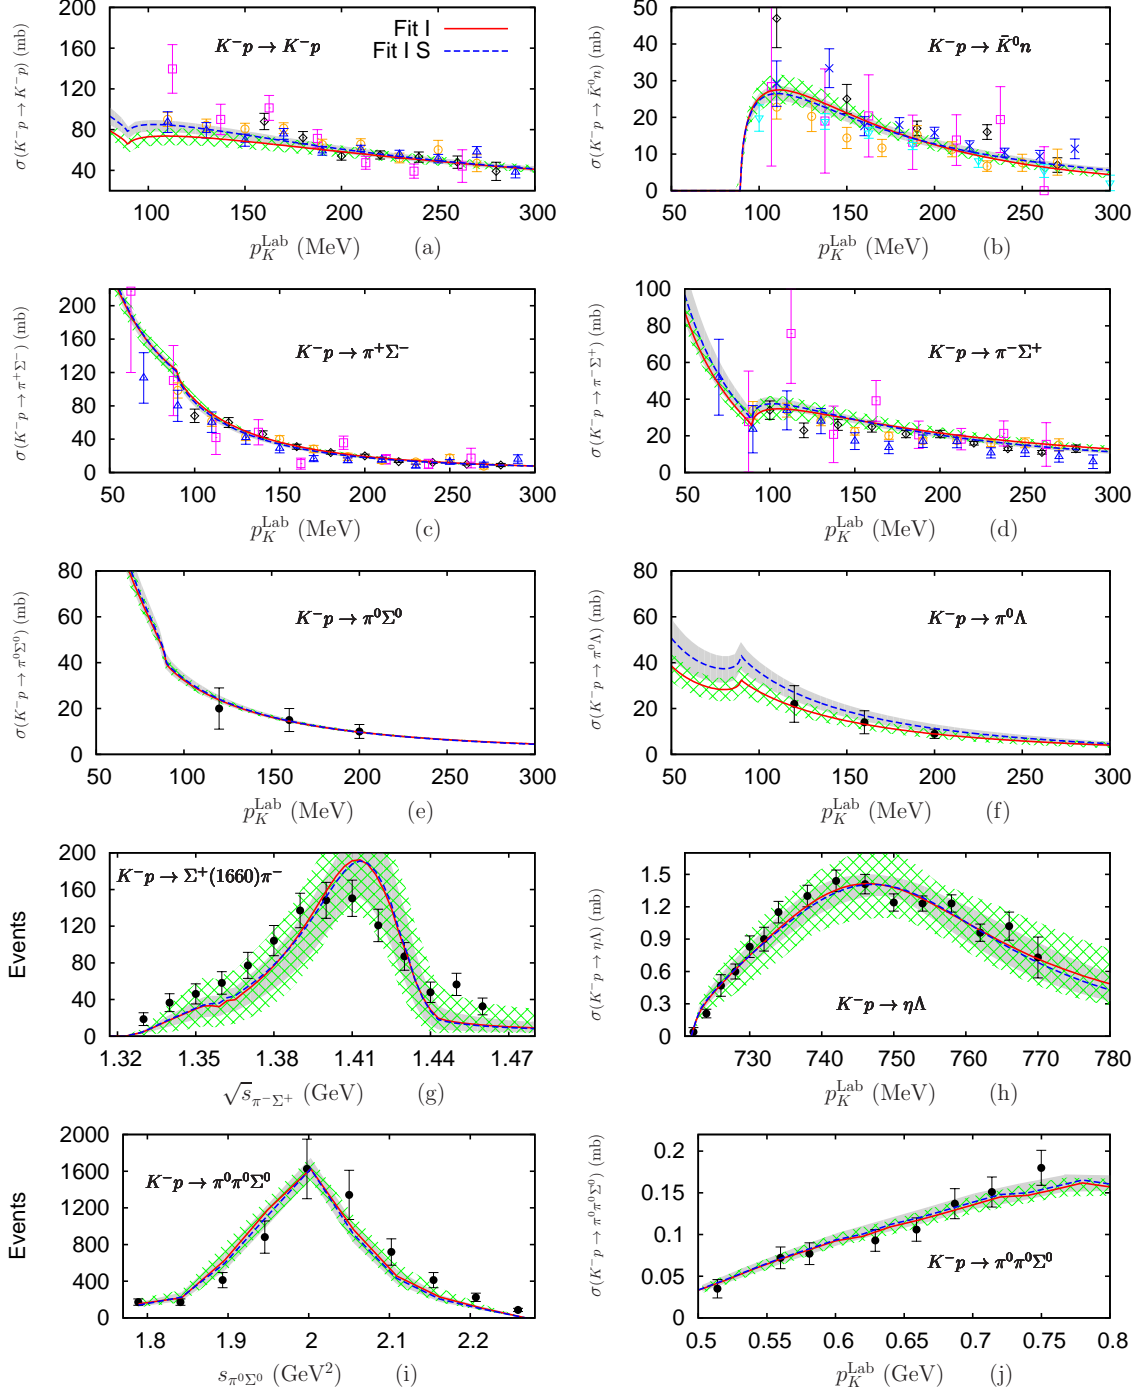 σ(K⁻p → K⁻p) (mb)
200
160
120
80
40
K⁻p → K⁻p
Fit I
Fit I S
100 150 200 250 300
p_K^Lab (MeV) (a)
σ(K⁻p → K̄⁰n) (mb)
50
40
30
20
10
0
K⁻p → K̄⁰n
100 150 200 250 300
p_K^Lab (MeV) (b)
σ(K⁻p → π⁺Σ⁻) (mb)
200
160
120
80
40
0
K⁻p → π⁺Σ⁻
50 100 150 200 250 300
p_K^Lab (MeV) (c)
σ(K⁻p → π⁻Σ⁺) (mb)
100
80
60
40
20
0
K⁻p → π⁻Σ⁺
50 100 150 200 250 300
p_K^Lab (MeV) (d)
σ(K⁻p → π⁰Σ⁰) (mb)
80
60
40
20
0
K⁻p → π⁰Σ⁰
50 100 150 200 250 300
p_K^Lab (MeV) (e)
σ(K⁻p → π⁰Λ) (mb)
80
60
40
20
0
K⁻p → π⁰Λ
50 100 150 200 250 300
p_K^Lab (MeV) (f)
Events
200
160
120
80
40
0
K⁻p → Σ⁺(1660)π⁻
1.32 1.35 1.38 1.41 1.44 1.47
√s_π⁻Σ⁺ (GeV) (g)
σ(K⁻p → ηΛ) (mb)
1.5
1.2
0.9
0.6
0.3
0
K⁻p → ηΛ
730 740 750 760 770 780
p_K^Lab (MeV) (h)
Events
2000
1600
1200
800
400
0
K⁻p → π⁰π⁰Σ⁰
1.8 1.9 2 2.1 2.2
s_π⁰Σ⁰ (GeV²) (i)
σ(K⁻p → π⁰π⁰Σ⁰) (mb)
0.2
0.15
0.1
0.05
0
K⁻p → π⁰π⁰Σ⁰
0.5 0.55 0.6 0.65 0.7 0.75 0.8
p_K^Lab (GeV) (j)